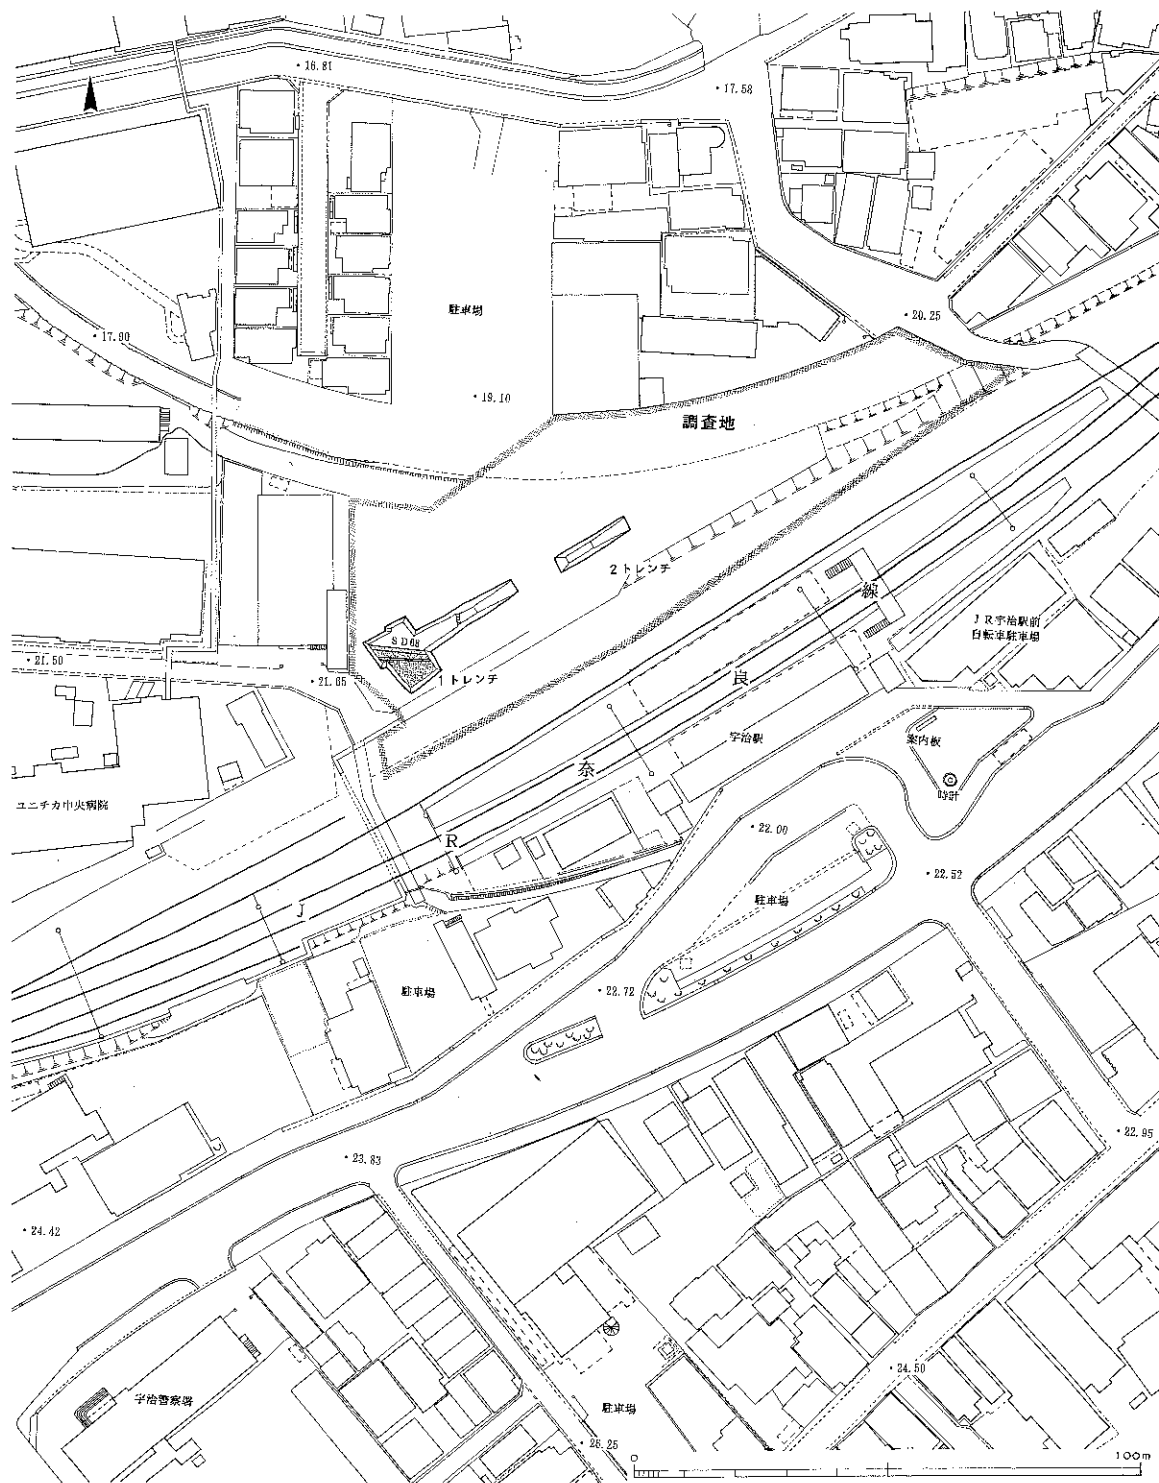 16.81
17.58
駐車場
17.90
20.25
19.10
調査地
2トレンチ
SD08
1トレンチ
21.50
21.65
JR宇治駅前
自転車駐車場
JR奈良線
宇治駅
案内板
時計
ユニチカ中央病院
22.00
22.52
駐車場
駐車場
22.72
22.95
23.83
24.42
24.50
宇治警察署
駐車場
25.25
0
100m